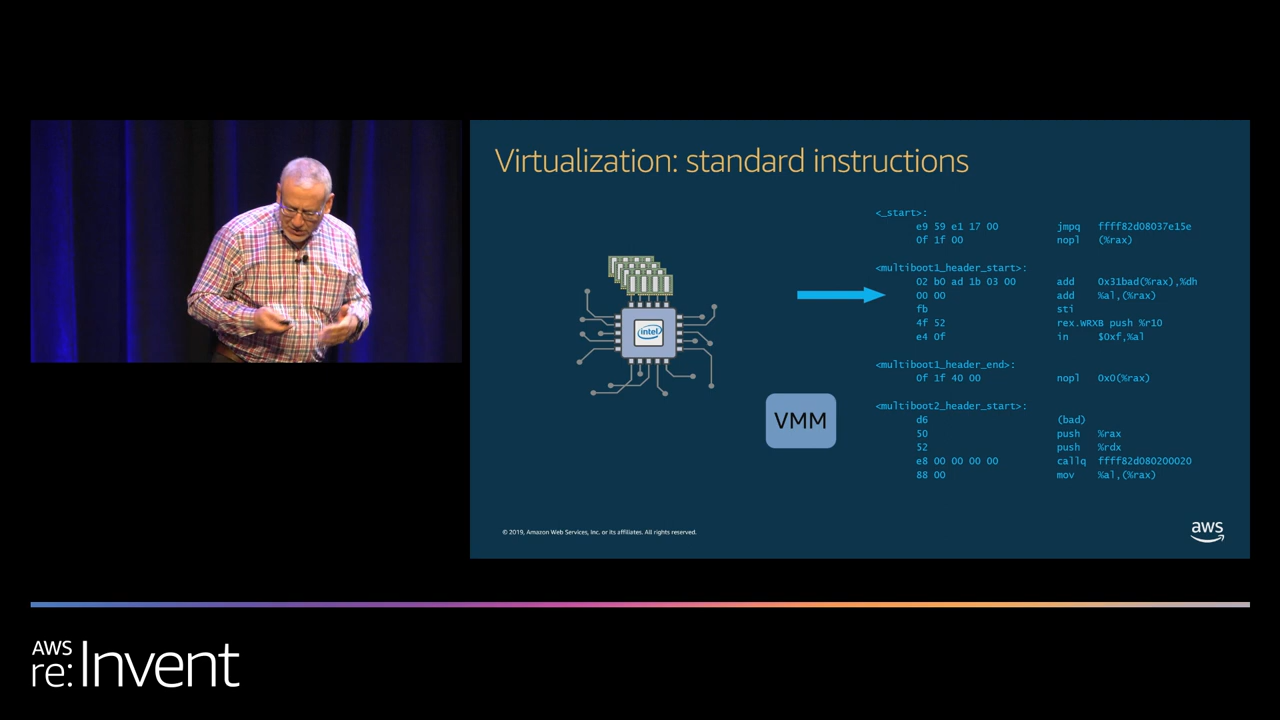 Virtualization: standard instructions
<_start>:
e9 59 e1 17 00 jmpq ffff82d08037e15e
0f 1f 00 nopl (%rax)
<multiboot1_header_start>:
02 b0 ad 1b 03 00 add 0x31bad(%rax),%dh
00 00 add %al,(%rax)
fb sti
4f 52 rex.WRXB push %r10
e4 0f in $0xf,%al
<multiboot1_header_end>:
0f 1f 40 00 nopl 0x0(%rax)
<multiboot2_header_start>:
d6 (bad)
50 push %rax
52 push %rdx
e8 00 00 00 00 callq ffff82d080200020
88 00 mov %al,(%rax)
intel
VMM
© 2019, Amazon Web Services, Inc. or its affiliates. All rights reserved.
aws
AWS
re:Invent